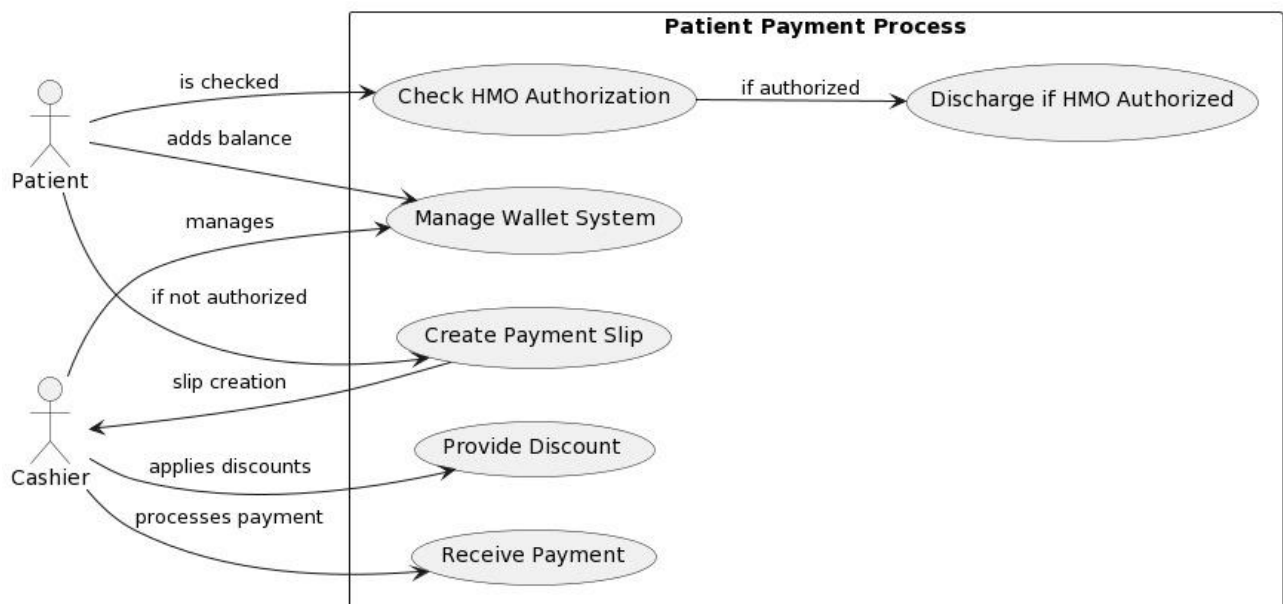 Patient Payment Process
is checked
Check HMO Authorization
if authorized
Discharge if HMO Authorized
adds balance
Patient
manages
Manage Wallet System
if not authorized
Create Payment Slip
slip creation
Provide Discount
applies discounts
Cashier
processes payment
Receive Payment